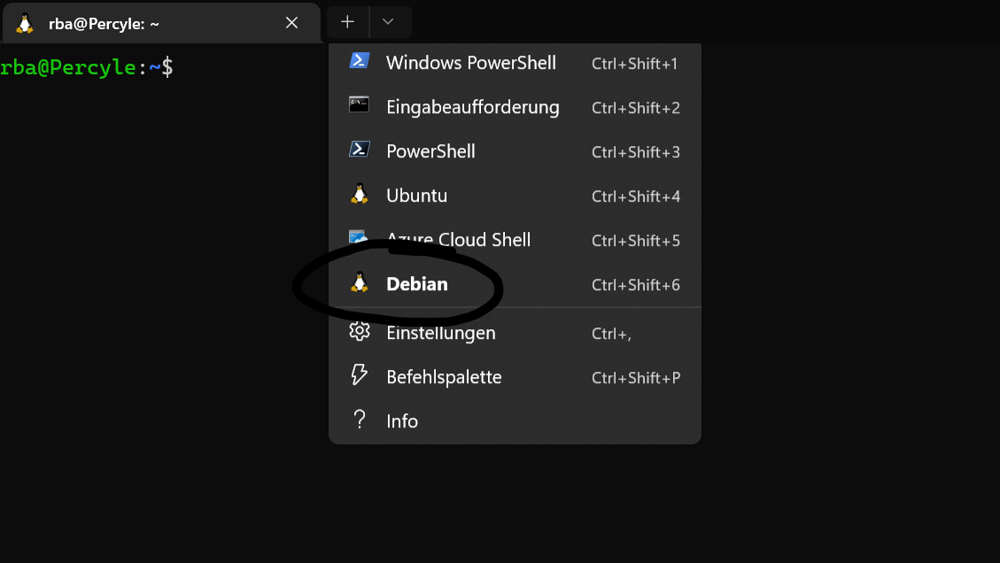 rba@Percyle: ~
rba@Percyle:~$
Windows PowerShell Ctrl+Shift+1
Eingabeaufforderung Ctrl+Shift+2
PowerShell Ctrl+Shift+3
Ubuntu Ctrl+Shift+4
Azure Cloud Shell Ctrl+Shift+5
Debian Ctrl+Shift+6
Einstellungen Ctrl+,
Befehlspalette Ctrl+Shift+P
Info